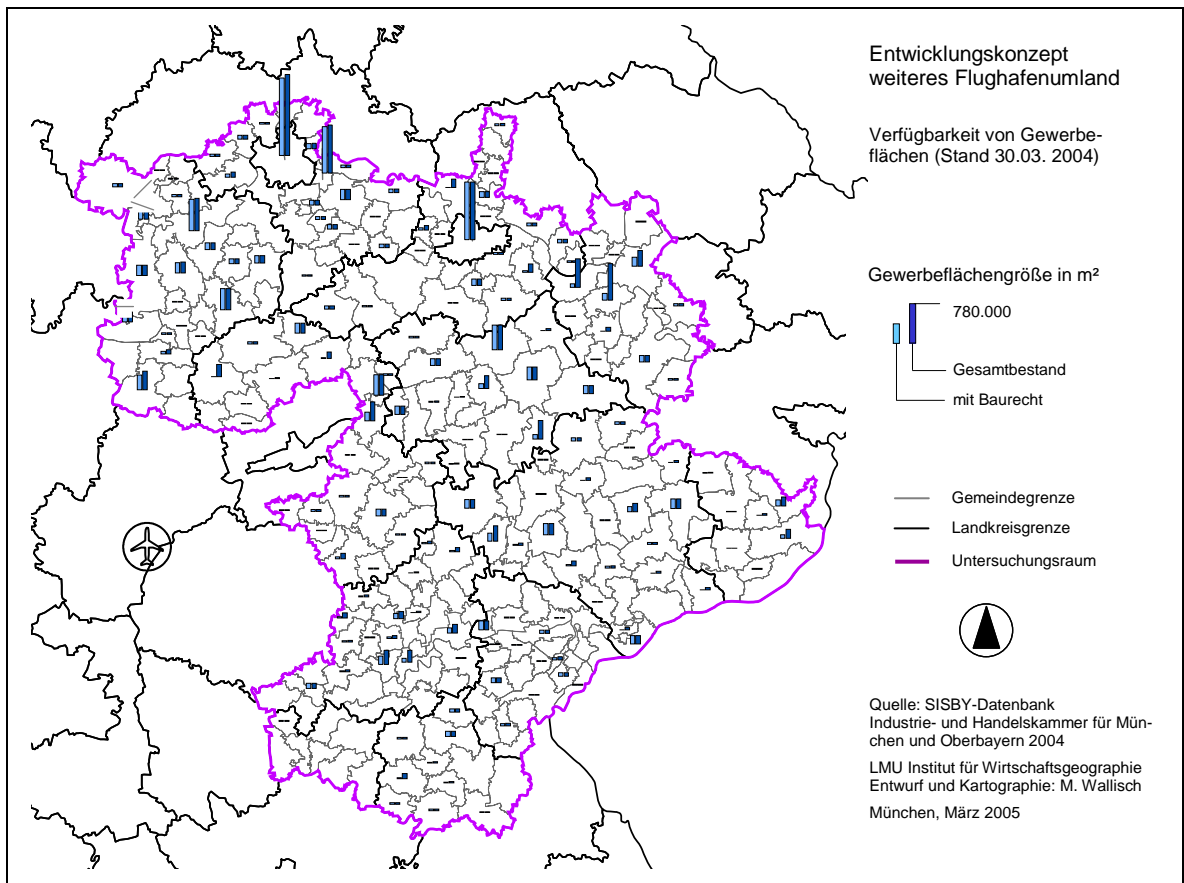 Entwicklungskonzept
weiteres Flughafenumland
Verfügbarkeit von Gewerbe-
flächen (Stand 30.03. 2004)
Gewerbeflächengröße in m²
780.000
Gesamtbestand
mit Baurecht
Gemeindegrenze
Landkreisgrenze
Untersuchungsraum
Quelle: SISBY-Datenbank
Industrie- und Handelskammer für Mün-
chen und Oberbayern 2004
LMU Institut für Wirtschaftsgeographie
Entwurf und Kartographie: M. Wallisch
München, März 2005